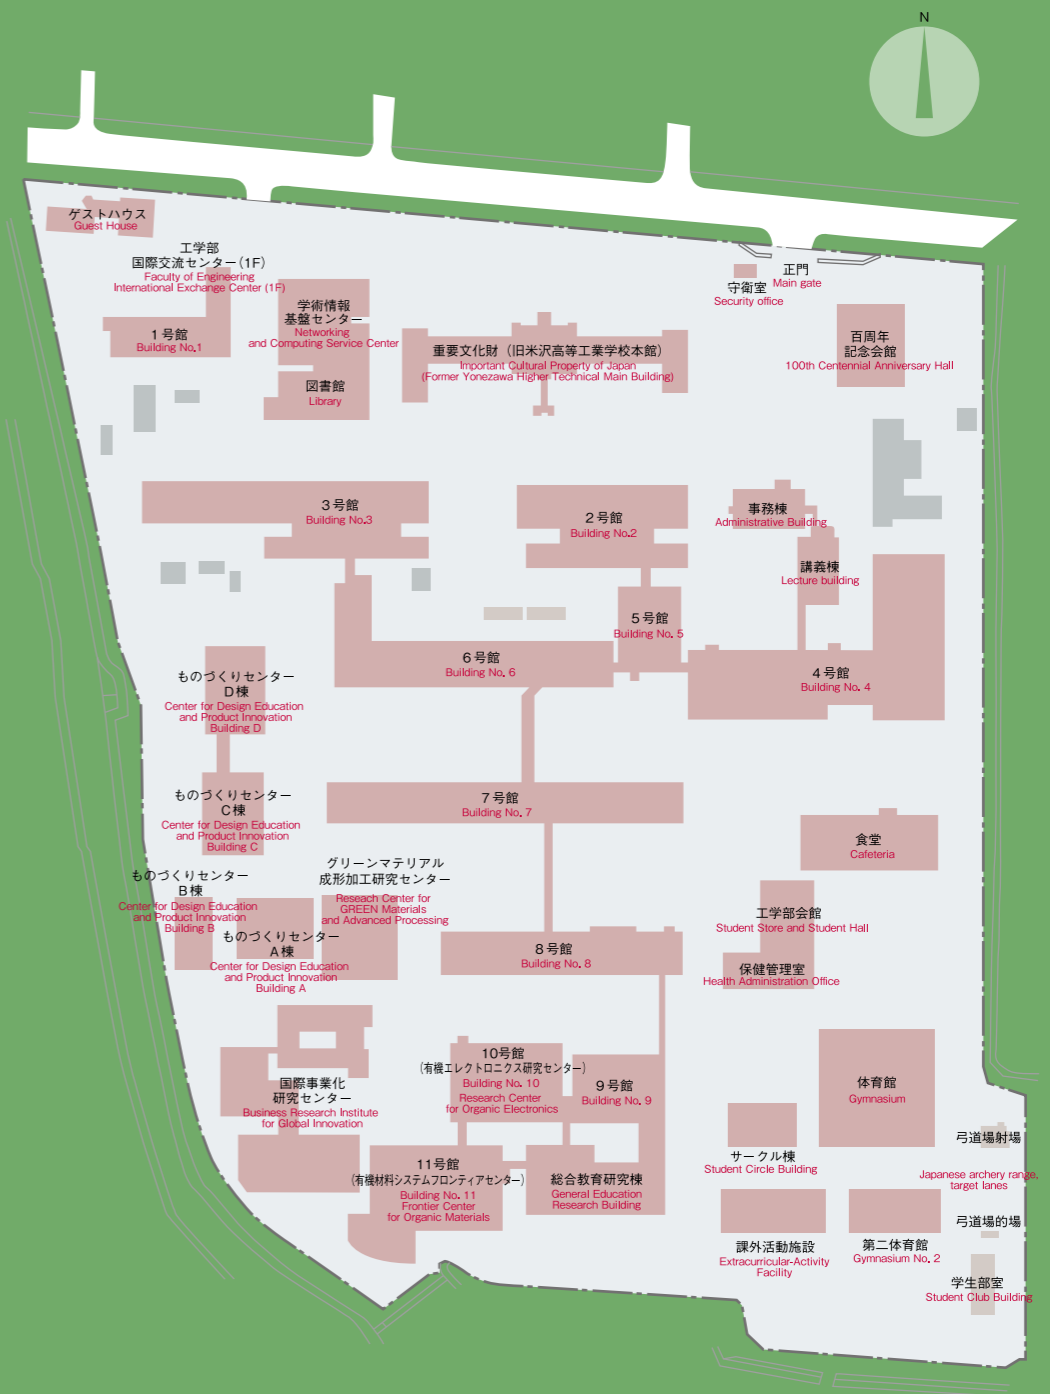 N
ゲストハウス
Guest House
工学部
国際交流センター(1F)
Faculty of Engineering
International Exchange Center (1F)
1号館
Building No.1
学術情報
基盤センター
Networking
and Computing Service Center
図書館
Library
重要文化財（旧米沢高等工業学校本館）
Important Cultural Property of Japan
(Former Yonezawa Higher Technical Main Building)
守衛室
Security office
正門
Main gate
百周年
記念会館
100th Centennial Anniversary Hall
3号館
Building No.3
2号館
Building No.2
事務棟
Administrative Building
講義棟
Lecture building
5号館
Building No. 5
6号館
Building No. 6
4号館
Building No. 4
ものづくりセンター
D棟
Center for Design Education
and Product Innovation
Building D
ものづくりセンター
C棟
Center for Design Education
and Product Innovation
Building C
7号館
Building No. 7
食堂
Cafeteria
ものづくりセンター
B棟
Center for Design Education
and Product Innovation
Building B
ものづくりセンター
A棟
Center for Design Education
and Product Innovation
Building A
グリーンマテリアル
成形加工研究センター
Reseach Center for
GREEN Materials
and Advanced Processing
8号館
Building No. 8
工学部会館
Student Store and Student Hall
保健管理室
Health Administration Office
国際事業化
研究センター
Business Research Institute
for Global Innovation
10号館
(有機エレクトロニクス研究センター)
Building No. 10
Research Center
for Organic Electronics
9号館
Building No. 9
体育館
Gymnasium
サークル棟
Student Circle Building
弓道場射場
Japanese archery range,
target lanes
弓道場的場
11号館
(有機材料システムフロンティアセンター)
Building No. 11
Frontier Center
for Organic Materials
総合教育研究棟
General Education
Research Building
課外活動施設
Extracurricular-Activity
Facility
第二体育館
Gymnasium No. 2
学生部室
Student Club Building